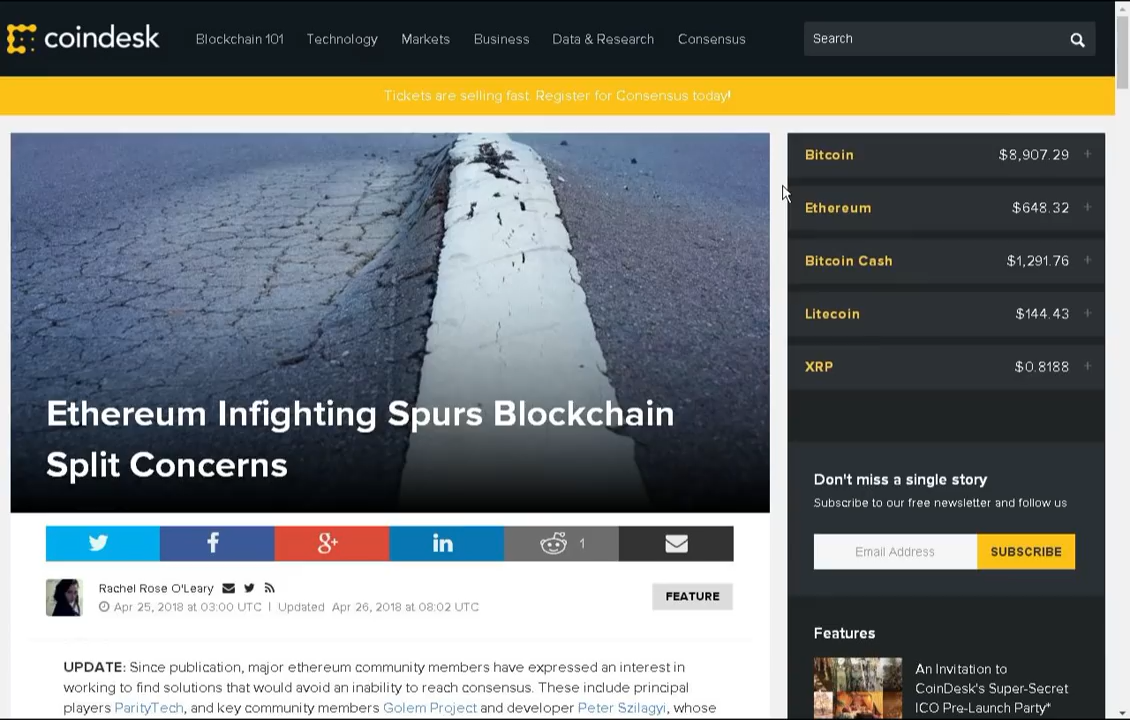 coindesk Blockchain 101 Technology Markets Business Data & Research Consensus Search
Tickets are selling fast. Register for Consensus today!
Ethereum Infighting Spurs Blockchain
Split Concerns
1
Rachel Rose O'Leary
Apr 25, 2018 at 03:00 UTC | Updated Apr 26, 2018 at 08:02 UTC
FEATURE
UPDATE: Since publication, major ethereum community members have expressed an interest in
working to find solutions that would avoid an inability to reach consensus. These include principal
players ParityTech, and key community members Golem Project and developer Peter Szilagyi, whose
Bitcoin $8,907.29 +
Ethereum $648.32 +
Bitcoin Cash $1,291.76 +
Litecoin $144.43 +
XRP $0.8188 +
Don't miss a single story
Subscribe to our free newsletter and follow us
Email Address SUBSCRIBE
Features
An Invitation to
CoinDesk's Super-Secret
ICO Pre-Launch Party*